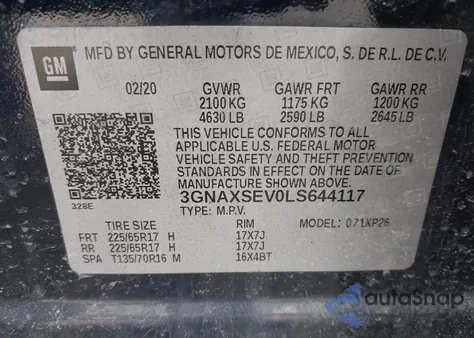 GM
MFD BY GENERAL MOTORS DE MEXICO, S. DE R.L. DE C.V.
02/20 GVWR GAWR FRT GAWR RR
2100 KG 1175 KG 1200 KG
4630 LB 2590 LB 2645 LB
THIS VEHICLE CONFORMS TO ALL
APPLICABLE U.S. FEDERAL MOTOR
VEHICLE SAFETY AND THEFT PREVENTION
STANDARDS IN EFFECT ON THE DATE OF
MANUFACTURE SHOWN ABOVE.
328E 3GNAXSEV0LS644117
TYPE: M.P.V. MODEL: 071XP26
TIRE SIZE RIM
FRT 225/65R17 H 17X7J
RR 225/65R17 H 17X7J
SPA T135/70R16 M 16X4BT
autoSnap